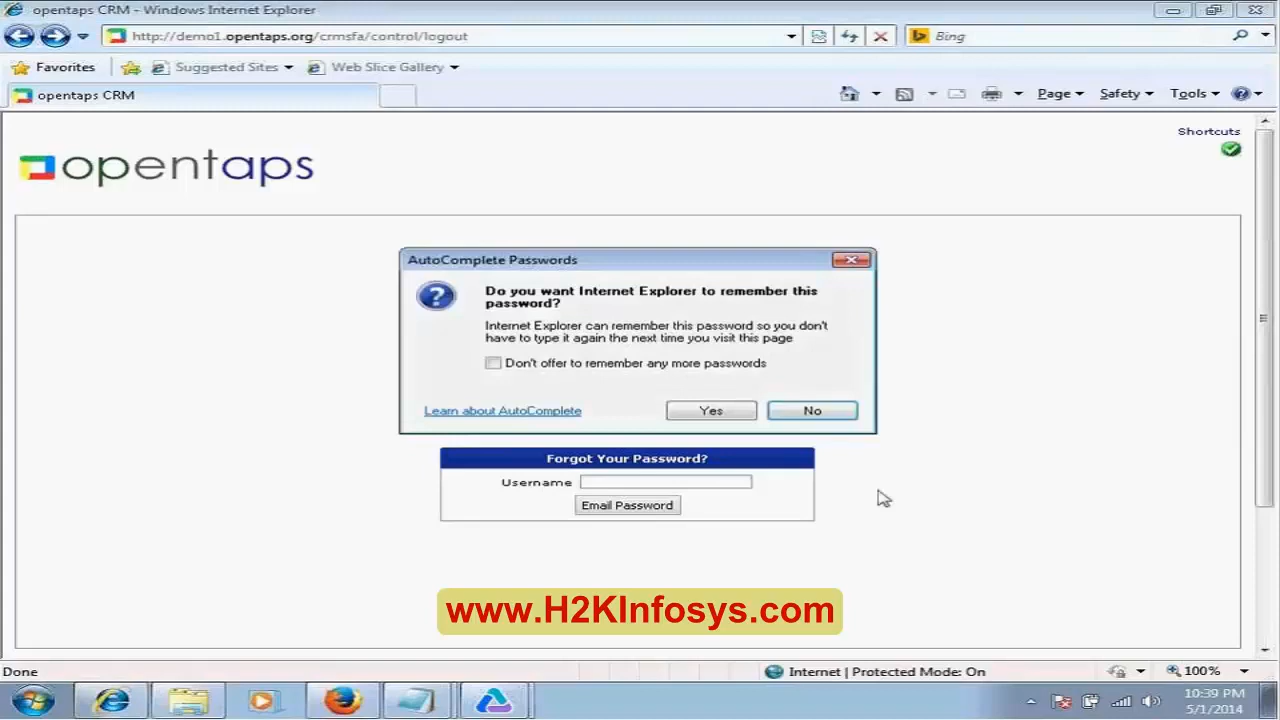 opentaps CRM - Windows Internet Explorer
http://demo1.opentaps.org/crmsfa/control/logout
Bing
Favorites Suggested Sites Web Slice Gallery
opentaps CRM
Page Safety Tools
Shortcuts
opentaps
AutoComplete Passwords
Do you want Internet Explorer to remember this
password?
Internet Explorer can remember this password so you don't
have to type it again the next time you visit this page
Don't offer to remember any more passwords
Learn about AutoComplete Yes No
Forgot Your Password?
Username
Email Password
www.H2KInfosys.com
Done Internet | Protected Mode: On 100%
10:39 PM
5/1/2014